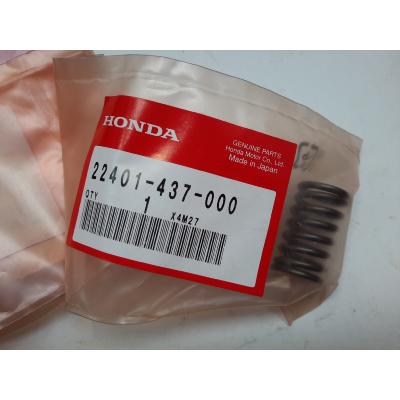 HONDA
GENUINE PARTS
Honda Motor Co., Ltd.
Made in Japan
22401-437-000
QTY 1 X4M27